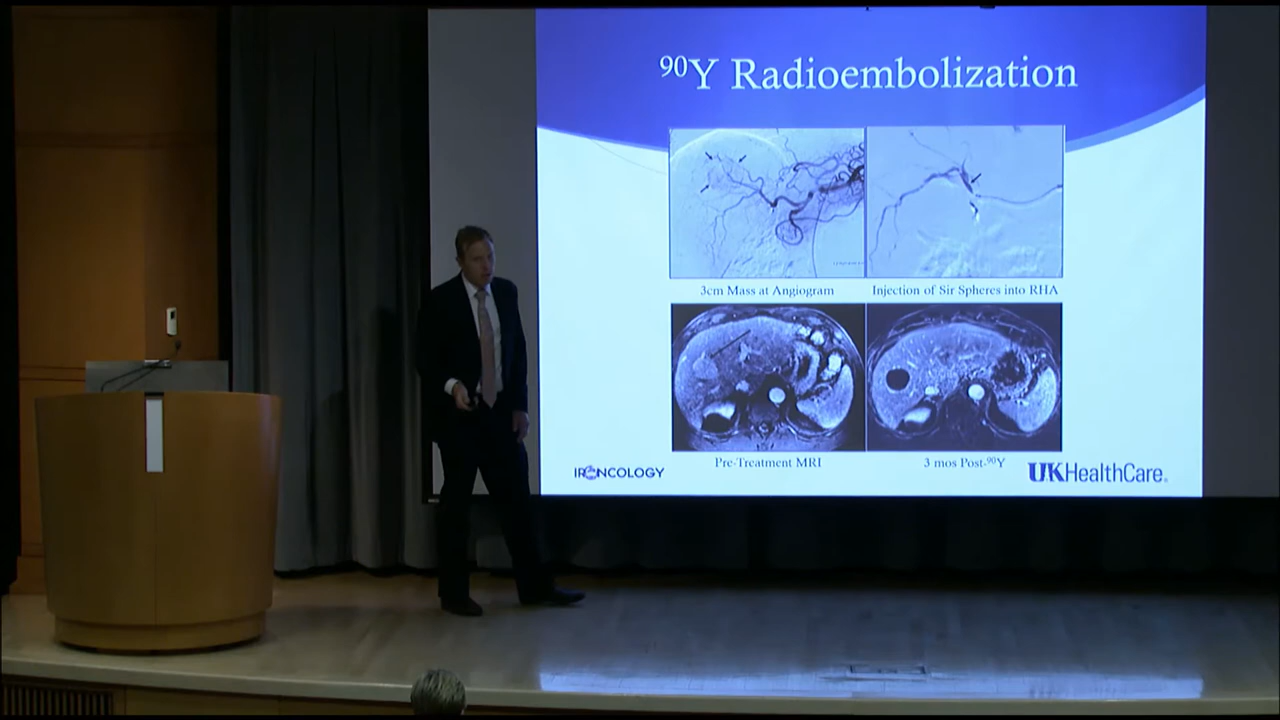 ⁹⁰Y Radioembolization
3cm Mass at Angiogram
Injection of Sir Spheres into RHA
Pre-Treatment MRI
3 mos Post-⁹⁰Y
IRONCOLOGY
UKHealthCare